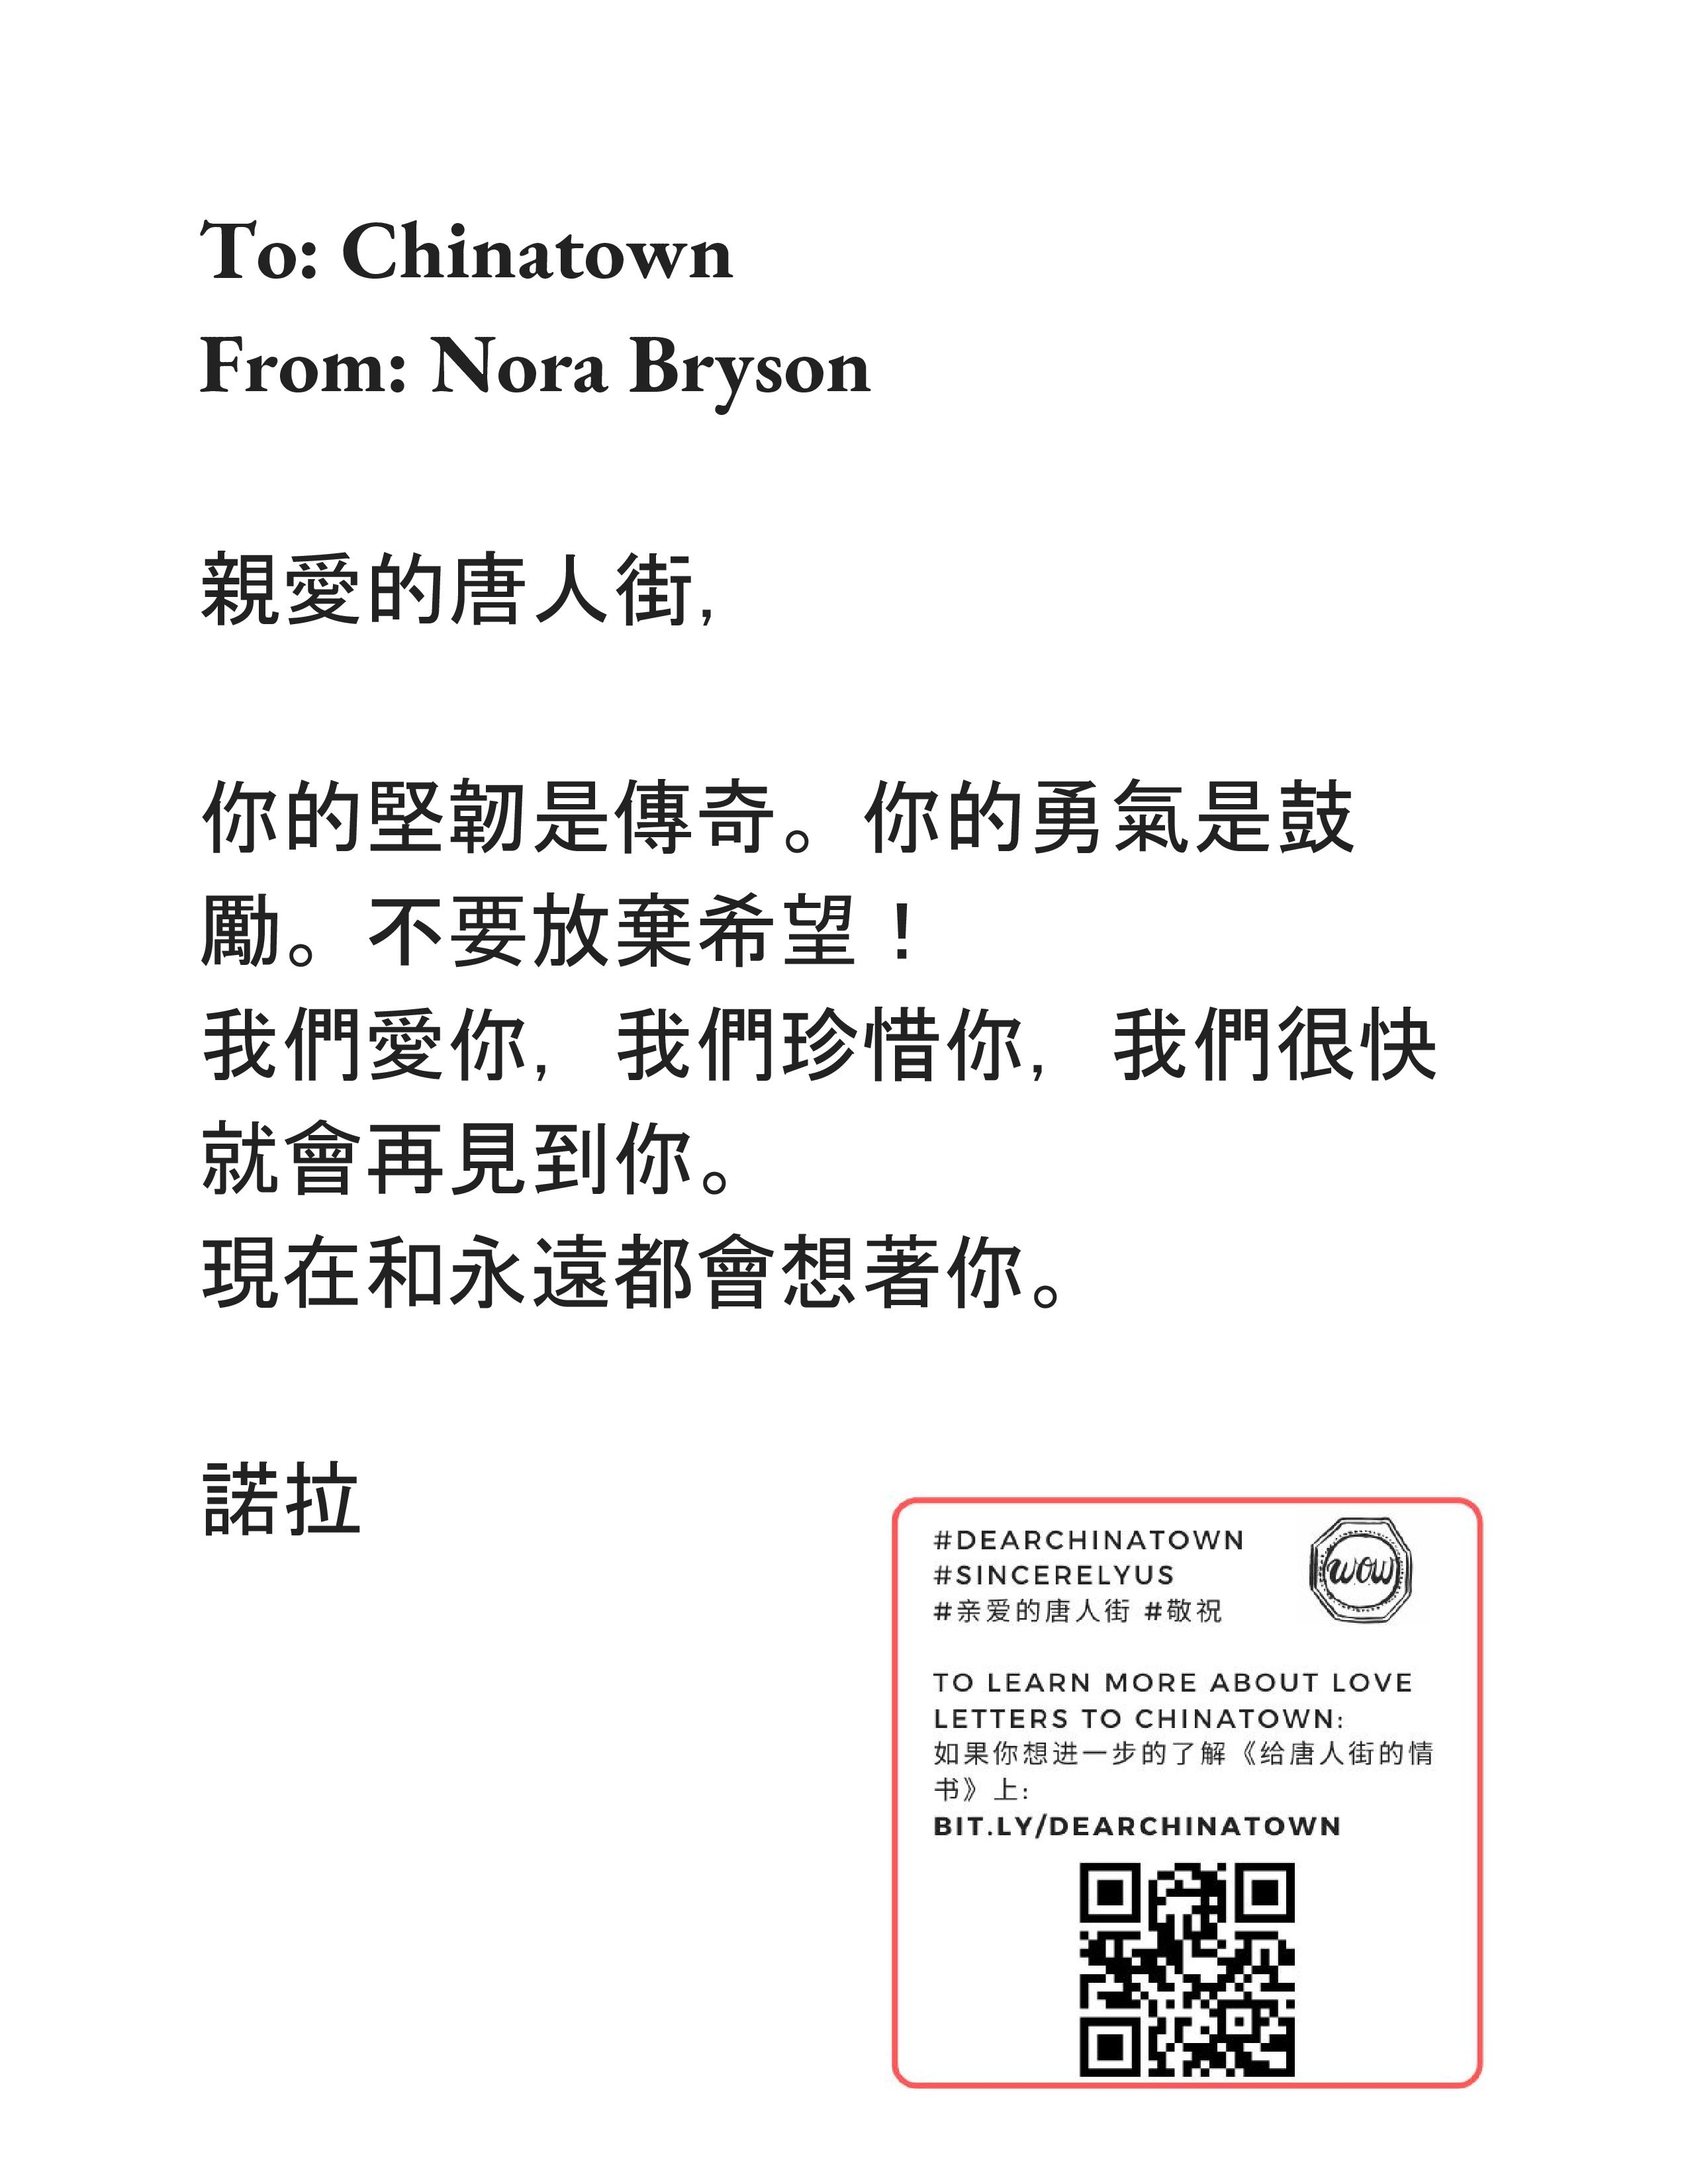 To: Chinatown
From: Nora Bryson
親愛的唐人街,
你的堅韌是傳奇。你的勇氣是鼓
勵。不要放棄希望！
我們愛你, 我們珍惜你, 我們很快
就會再見到你。
現在和永遠都會想著你。
諾拉
#DEARCHINATOWN
#SINCERELYUS
#亲爱的唐人街 #敬祝
wow
TO LEARN MORE ABOUT LOVE
LETTERS TO CHINATOWN:
如果你想进一步的了解《给唐人街的情
书》上:
BIT.LY/DEARCHINATOWN